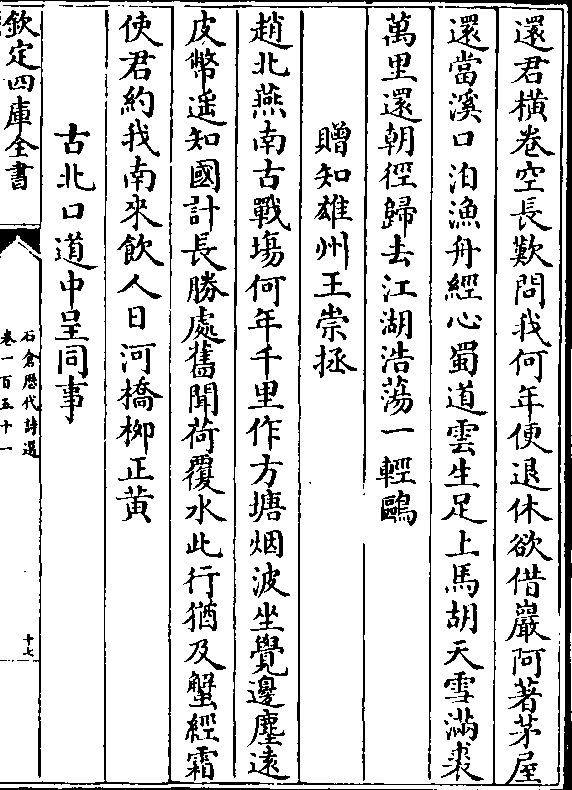 還君橫卷空長歎問我何年便退休欲借巖阿著茅屋
還當溪口泊漁舟經心蜀道雲生足上馬胡天雪滿裘
萬里還朝徑歸去江湖浩蕩一輕鷗
贈知雄州王崇拯
趙北燕南古戰塲何年千里作方塘烟波坐覺邊塵遠
皮幣遥知國計長勝處舊聞荷覆水此行猶及蟹經霜
使君約我南來飲人日河橋栁正黃
古北口道中呈同事
欽定四庫全書
石倉歷代詩選
卷一百五十一
十七